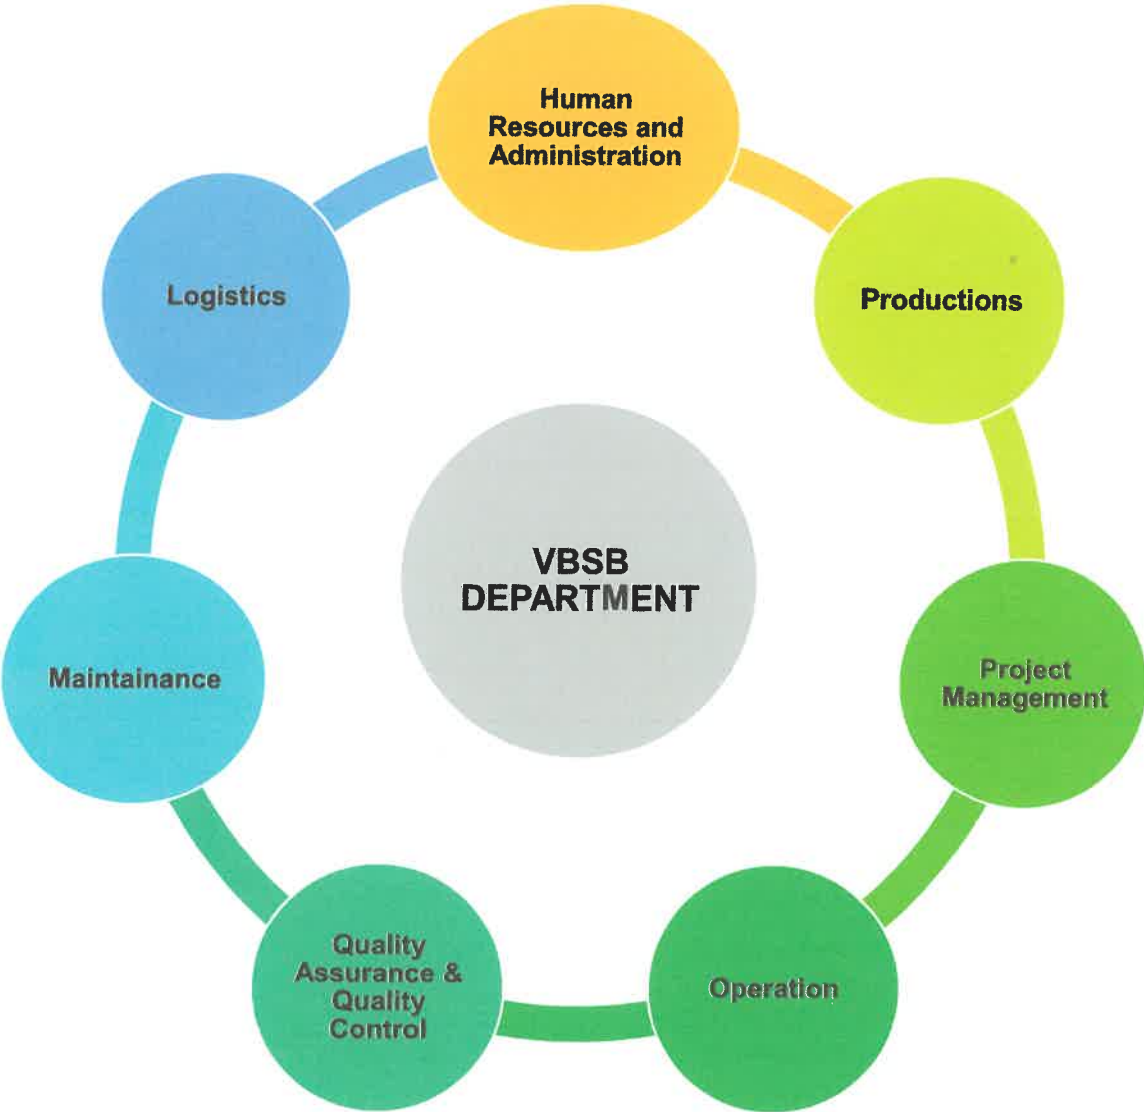 Human
Resources and
Administration
Productions
Project
Management
Operation
Quality
Assurance &
Quality
Control
Maintainance
Logistics
VBSB
DEPARTMENT